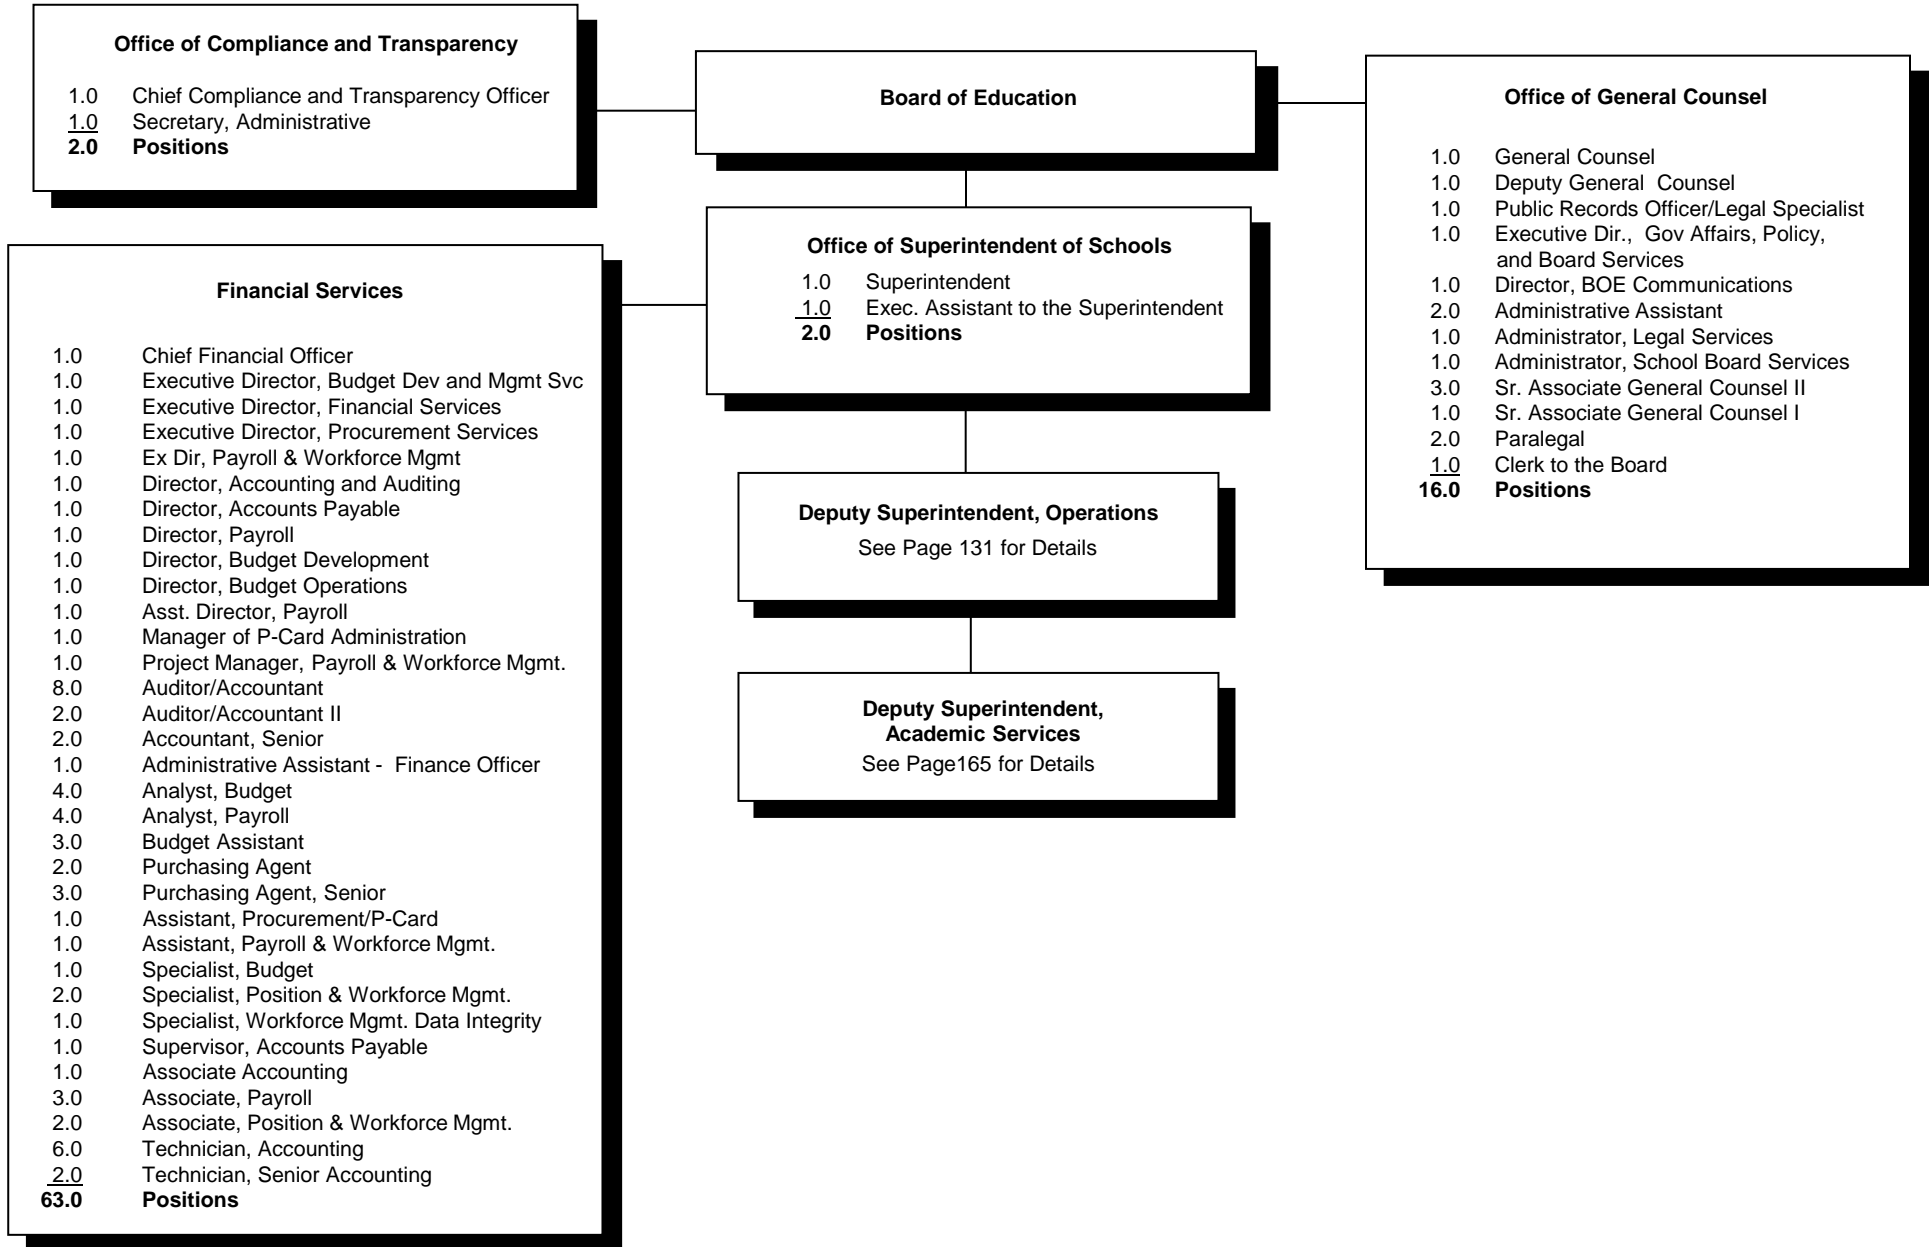 Office of Compliance and Transparency
1.0 Chief Compliance and Transparency Officer
1.0 Secretary, Administrative
2.0 Positions
Board of Education
Office of General Counsel
1.0 General Counsel
1.0 Deputy General Counsel
1.0 Public Records Officer/Legal Specialist
1.0 Executive Dir., Gov Affairs, Policy,
and Board Services
1.0 Director, BOE Communications
2.0 Administrative Assistant
1.0 Administrator, Legal Services
1.0 Administrator, School Board Services
3.0 Sr. Associate General Counsel II
1.0 Sr. Associate General Counsel I
2.0 Paralegal
1.0 Clerk to the Board
16.0 Positions
Office of Superintendent of Schools
1.0 Superintendent
1.0 Exec. Assistant to the Superintendent
2.0 Positions
Financial Services
1.0 Chief Financial Officer
1.0 Executive Director, Budget Dev and Mgmt Svc
1.0 Executive Director, Financial Services
1.0 Executive Director, Procurement Services
1.0 Ex Dir, Payroll & Workforce Mgmt
1.0 Director, Accounting and Auditing
1.0 Director, Accounts Payable
1.0 Director, Payroll
1.0 Director, Budget Development
1.0 Director, Budget Operations
1.0 Asst. Director, Payroll
1.0 Manager of P-Card Administration
1.0 Project Manager, Payroll & Workforce Mgmt.
8.0 Auditor/Accountant
2.0 Auditor/Accountant II
2.0 Accountant, Senior
1.0 Administrative Assistant - Finance Officer
4.0 Analyst, Budget
4.0 Analyst, Payroll
3.0 Budget Assistant
2.0 Purchasing Agent
3.0 Purchasing Agent, Senior
1.0 Assistant, Procurement/P-Card
1.0 Assistant, Payroll & Workforce Mgmt.
1.0 Specialist, Budget
2.0 Specialist, Position & Workforce Mgmt.
1.0 Specialist, Workforce Mgmt. Data Integrity
1.0 Supervisor, Accounts Payable
1.0 Associate Accounting
3.0 Associate, Payroll
2.0 Associate, Position & Workforce Mgmt.
6.0 Technician, Accounting
2.0 Technician, Senior Accounting
63.0 Positions
Deputy Superintendent, Operations
See Page 131 for Details
Deputy Superintendent,
Academic Services
See Page165 for Details